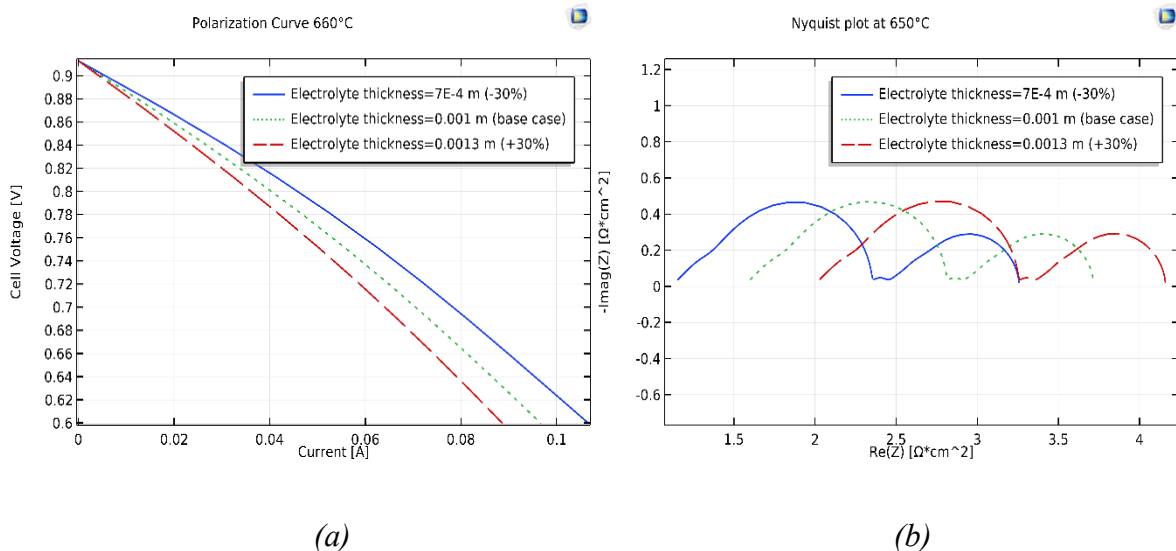 Polarization Curve 660°C
Cell Voltage [V]
0.9
0.88
0.86
0.84
0.82
0.8
0.78
0.76
0.74
0.72
0.7
0.68
0.66
0.64
0.62
0.6
Electrolyte thickness=7E-4 m (-30%)
Electrolyte thickness=0.001 m (base case)
Electrolyte thickness=0.0013 m (+30%)
0 0.02 0.04 0.06 0.08 0.1
Current [A]
(a)
Nyquist plot at 650°C
-Imag(Z) [Ω*cm^2]
1.2
1
0.8
0.6
0.4
0.2
0
-0.2
-0.4
-0.6
Electrolyte thickness=7E-4 m (-30%)
Electrolyte thickness=0.001 m (base case)
Electrolyte thickness=0.0013 m (+30%)
1.5 2 2.5 3 3.5 4
Re(Z) [Ω*cm^2]
(b)